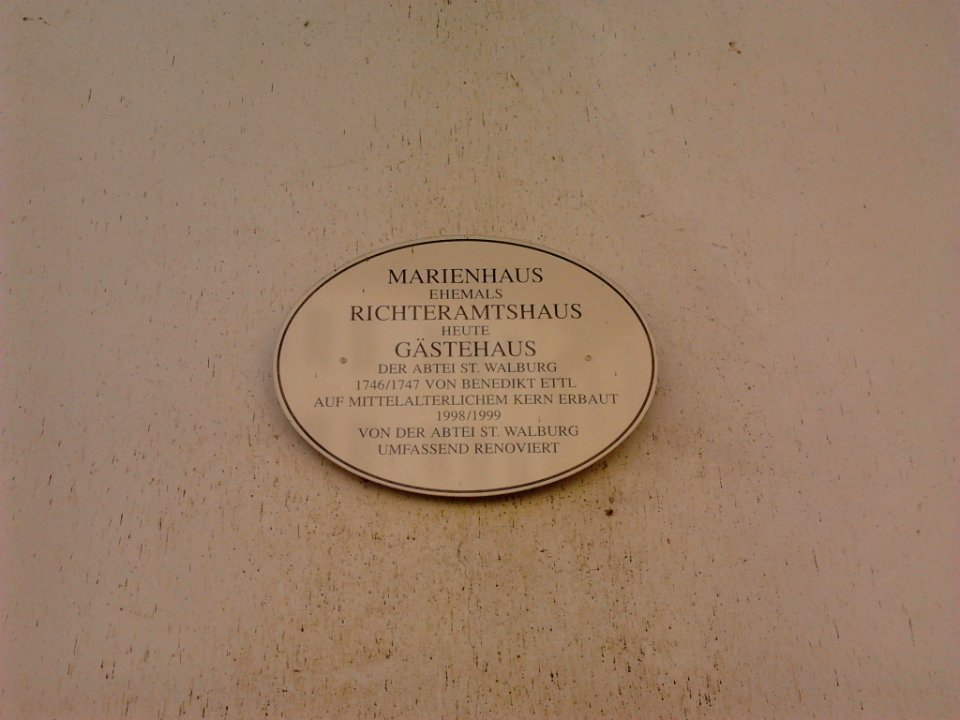 MARIENHAUS
EHEMALS
RICHTERAMTSHAUS
HEUTE
GÄSTEHAUS
DER ABTEI ST. WALBURG
1746/1747 VON BENEDIKT ETTL
AUF MITTELALTERLICHEM KERN ERBAUT
1998/1999
VON DER ABTEI ST. WALBURG
UMFASSEND RENOVIERT